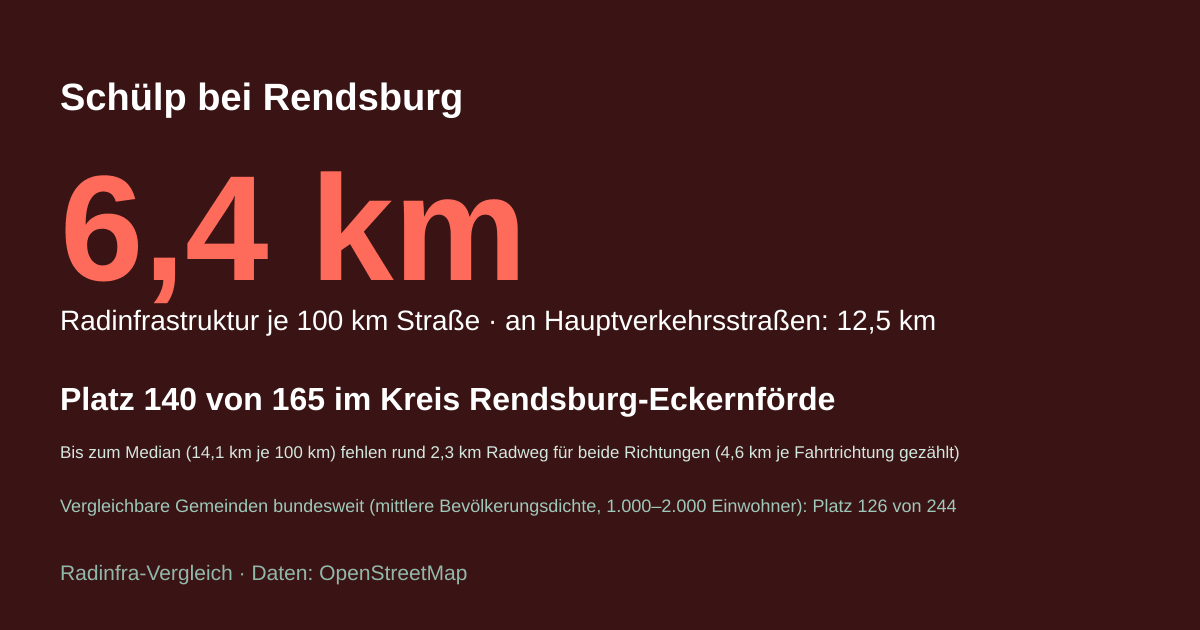 Schülp bei Rendsburg
6,4 km
Radinfrastruktur je 100 km Straße · an Hauptverkehrsstraßen: 12,5 km
Platz 140 von 165 im Kreis Rendsburg-Eckernförde
Bis zum Median (14,1 km je 100 km) fehlen rund 2,3 km Radweg für beide Richtungen (4,6 km je Fahrtrichtung gezählt)
Vergleichbare Gemeinden bundesweit (mittlere Bevölkerungsdichte, 1.000–2.000 Einwohner): Platz 126 von 244
Radinfra-Vergleich · Daten: OpenStreetMap